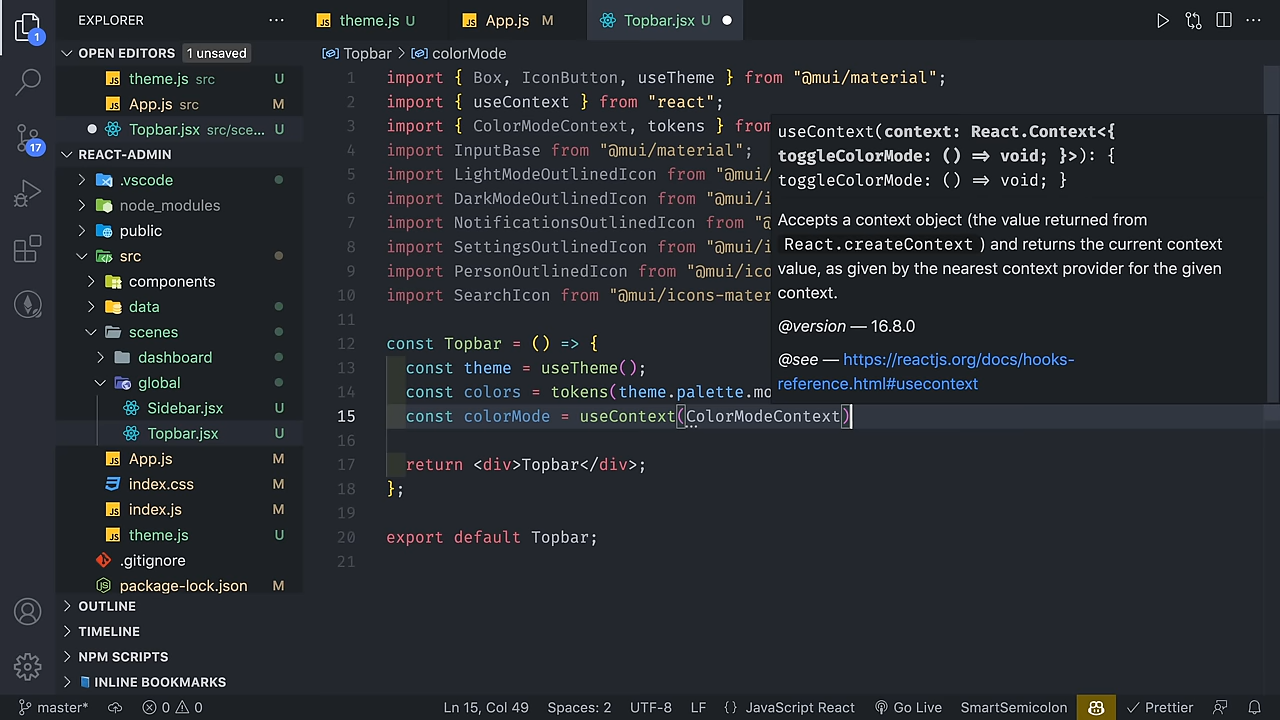 EXPLORER
theme.js U
App.js M
Topbar.jsx U
OPEN EDITORS 1 unsaved
theme.js src U
App.js src M
Topbar.jsx src/sce... U
REACT-ADMIN
.vscode
node_modules
public
src
components
data
scenes
dashboard
global
Sidebar.jsx U
Topbar.jsx U
App.js M
index.css M
index.js M
theme.js U
.gitignore
package-lock.json M
OUTLINE
TIMELINE
NPM SCRIPTS
INLINE BOOKMARKS
1
17
Topbar > colorMode
1 import { Box, IconButton, useTheme } from "@mui/material";
2 import { useContext } from "react";
3 import { ColorModeContext, tokens } from
4 import InputBase from "@mui/material";
5 import LightModeOutlinedIcon from "@mui/
6 import DarkModeOutlinedIcon from "@mui/i
7 import NotificationsOutlinedIcon from "@
8 import SettingsOutlinedIcon from "@mui/i
9 import PersonOutlinedIcon from "@mui/ico
10 import SearchIcon from "@mui/icons-mater
11
12 const Topbar = () => {
13 const theme = useTheme();
14 const colors = tokens(theme.palette.mo
15 const colorMode = useContext(ColorModeContext)
16
17 return <div>Topbar</div>;
18 };
19
20 export default Topbar;
21
useContext(context: React.Context<{
toggleColorMode: () => void; }>): {
toggleColorMode: () => void; }
Accepts a context object (the value returned from
React.createContext ) and returns the current context
value, as given by the nearest context provider for the given
context.
@version — 16.8.0
@see — https://reactjs.org/docs/hooks-
reference.html#usecontext
master* 0 0 Ln 15, Col 49 Spaces: 2 UTF-8 LF {} JavaScript React Go Live SmartSemicolon Prettier